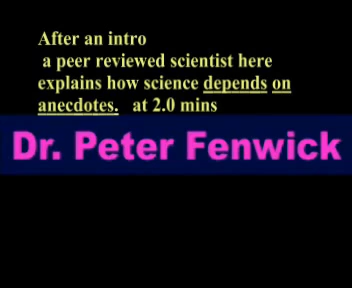 After an intro
a peer reviewed scientist here
explains how science depends on
anecdotes. at 2.0 mins
Dr. Peter Fenwick